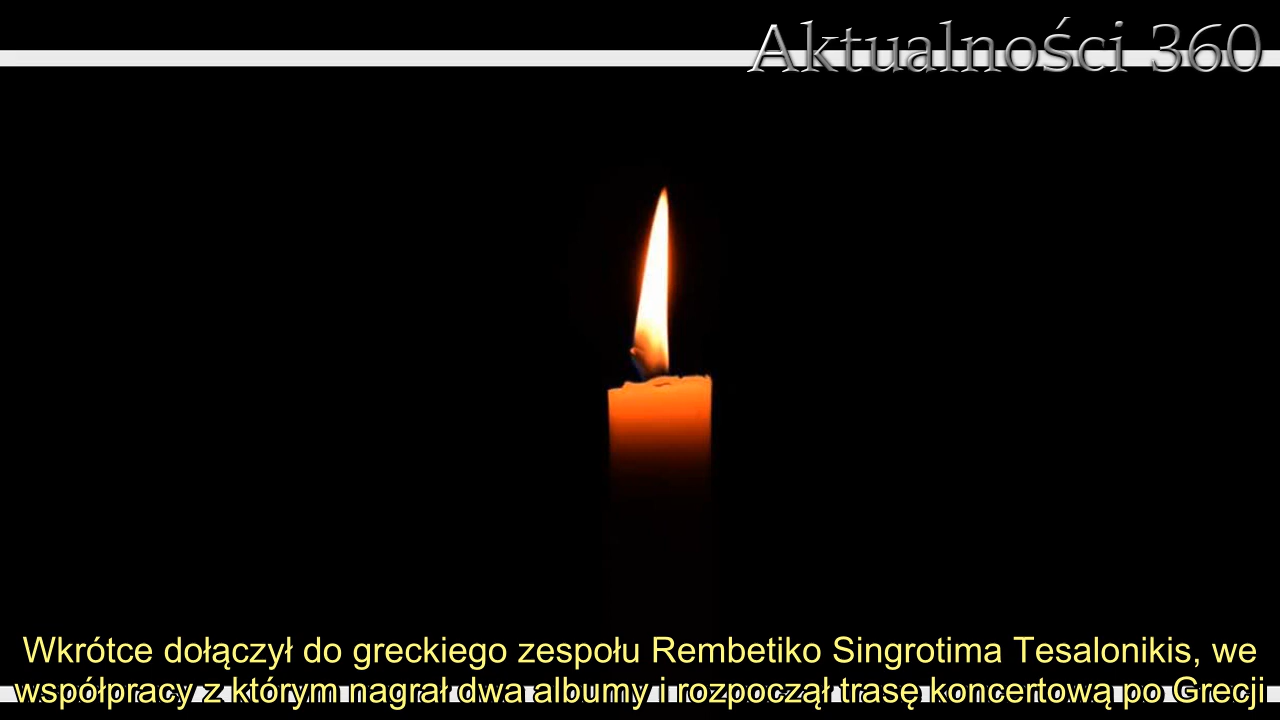 Aktualności 360
Wkrótce dołączył do greckiego zespołu Rembetiko Singrotima Tesalonikis, we
współpracy z którym nagrał dwa albumy i rozpoczął trasę koncertową po Grecji